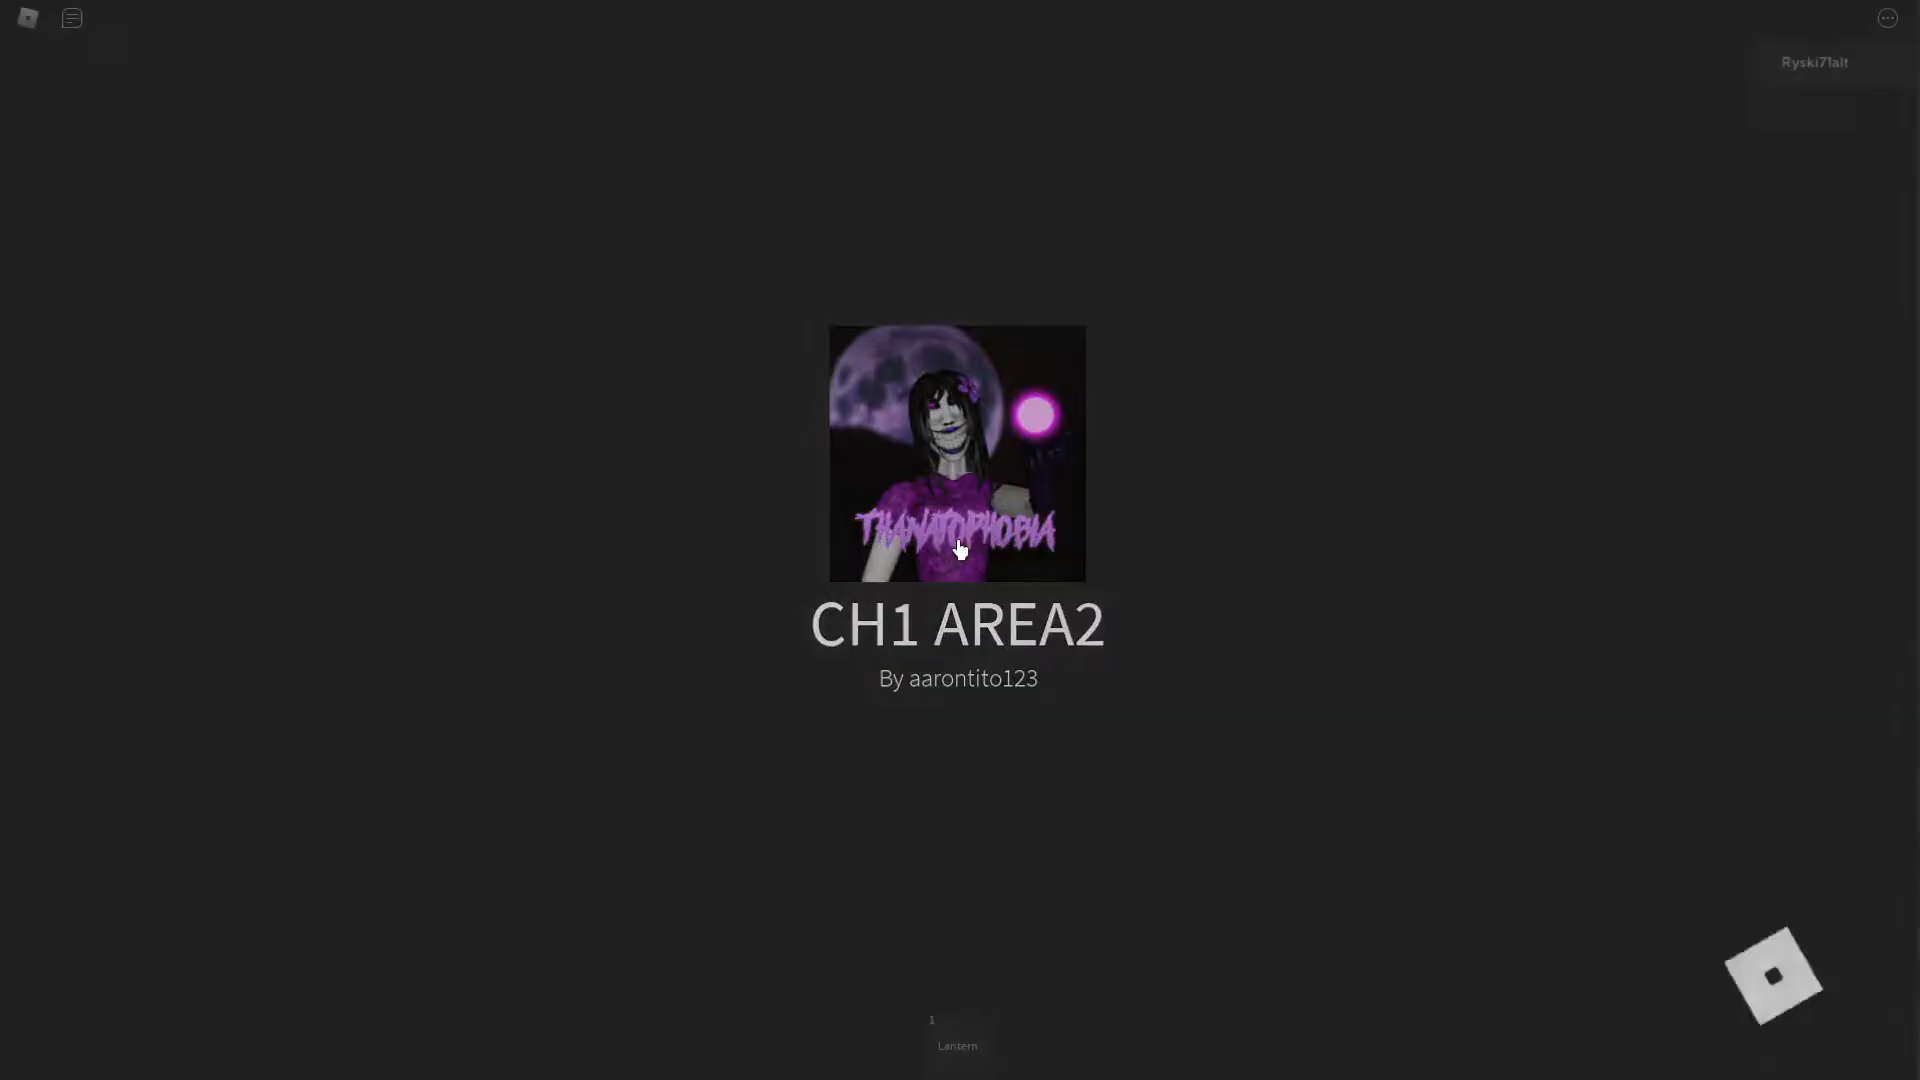 Ryski71alt
THANATOPHOBIA
CH1 AREA2
By aarontito123
1
Lantern